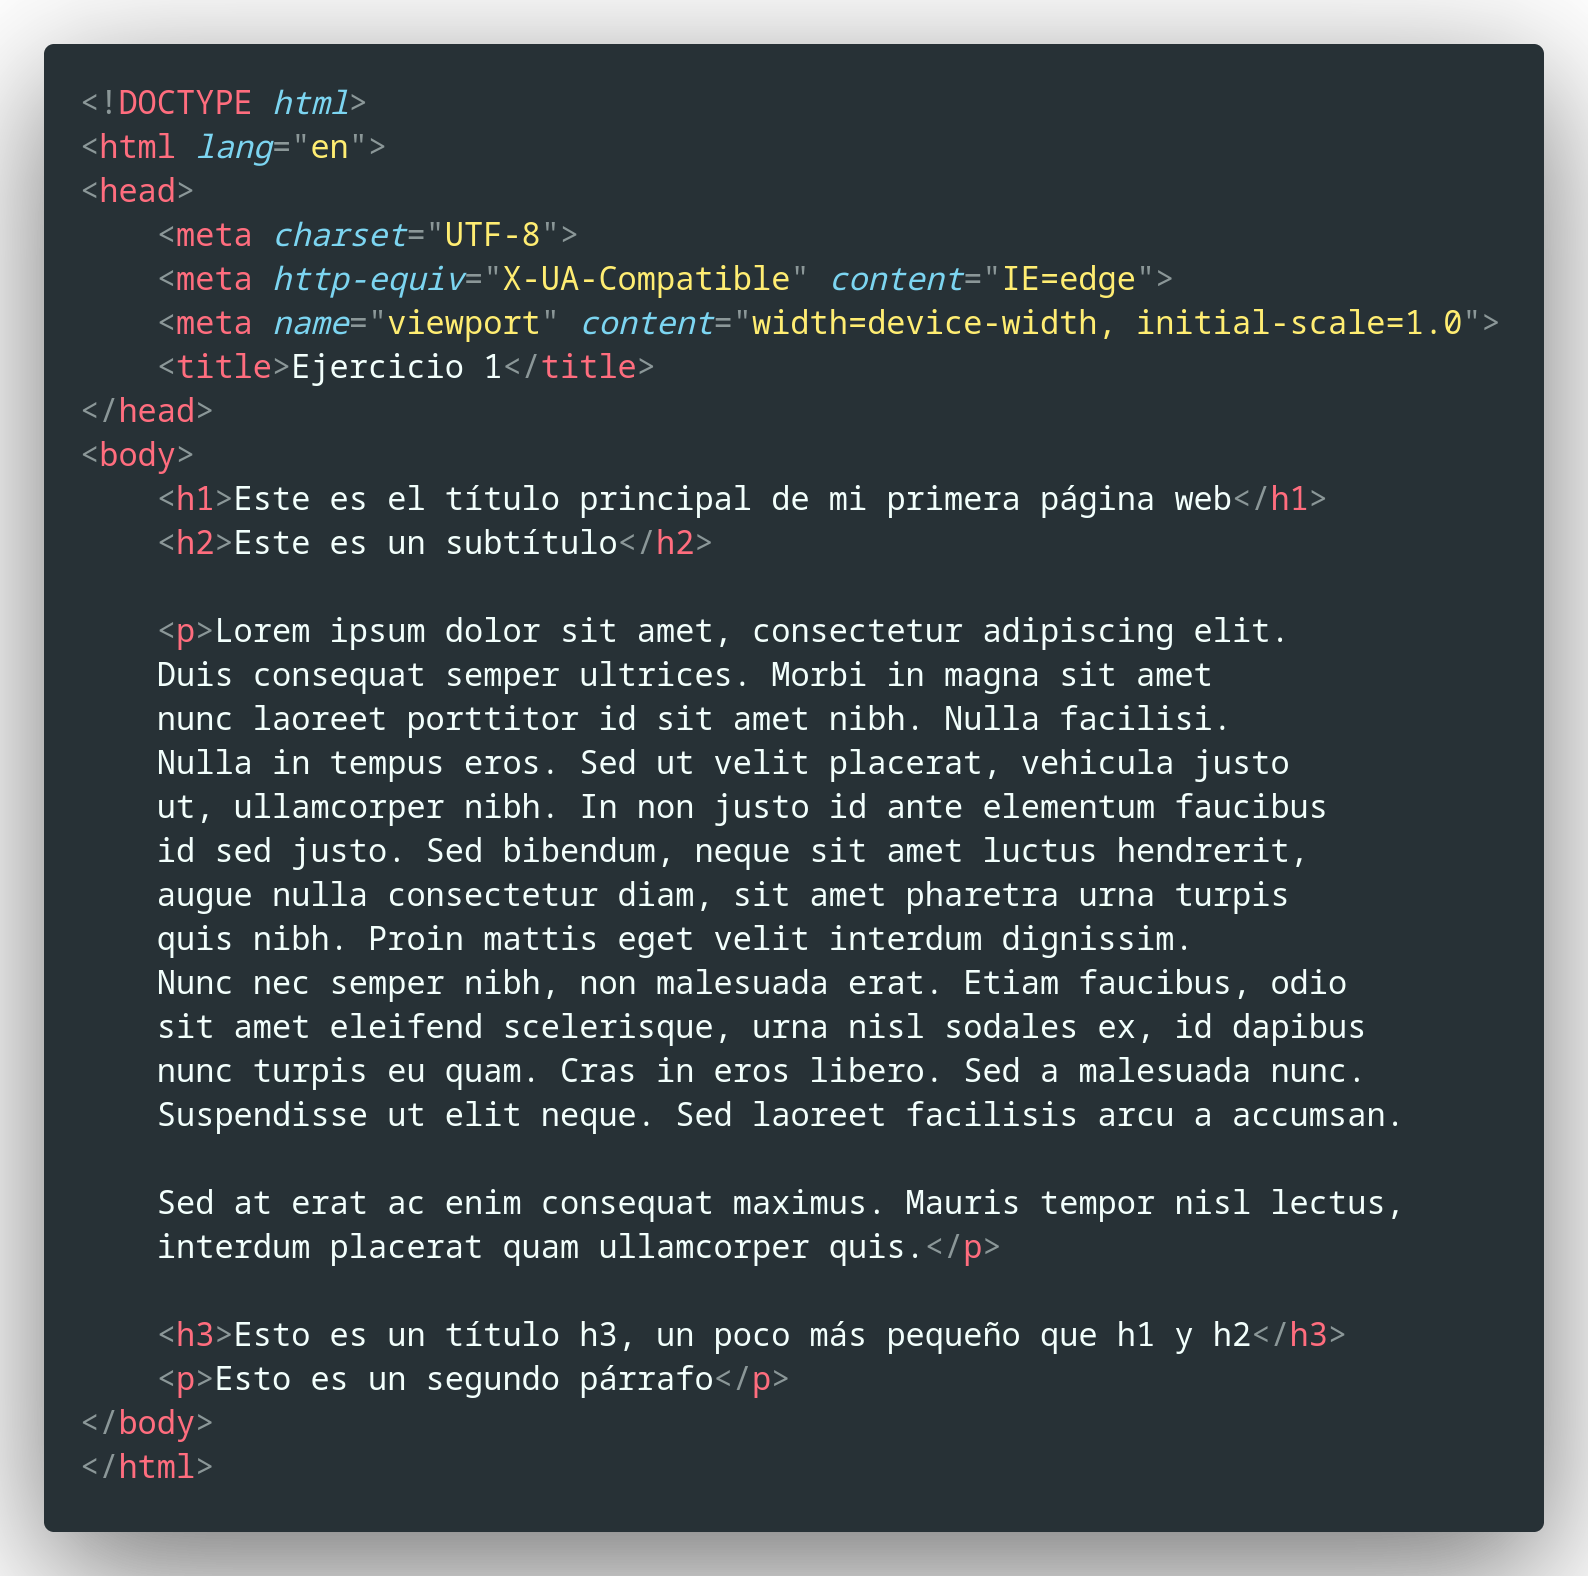 <!DOCTYPE html>
<html lang="en">
<head>
    <meta charset="UTF-8">
    <meta http-equiv="X-UA-Compatible" content="IE=edge">
    <meta name="viewport" content="width=device-width, initial-scale=1.0">
    <title>Ejercicio 1</title>
</head>
<body>
    <h1>Este es el título principal de mi primera página web</h1>
    <h2>Este es un subtítulo</h2>

    <p>Lorem ipsum dolor sit amet, consectetur adipiscing elit.
    Duis consequat semper ultrices. Morbi in magna sit amet
    nunc laoreet porttitor id sit amet nibh. Nulla facilisi.
    Nulla in tempus eros. Sed ut velit placerat, vehicula justo
    ut, ullamcorper nibh. In non justo id ante elementum faucibus
    id sed justo. Sed bibendum, neque sit amet luctus hendrerit,
    augue nulla consectetur diam, sit amet pharetra urna turpis
    quis nibh. Proin mattis eget velit interdum dignissim.
    Nunc nec semper nibh, non malesuada erat. Etiam faucibus, odio
    sit amet eleifend scelerisque, urna nisl sodales ex, id dapibus
    nunc turpis eu quam. Cras in eros libero. Sed a malesuada nunc.
    Suspendisse ut elit neque. Sed laoreet facilisis arcu a accumsan.

    Sed at erat ac enim consequat maximus. Mauris tempor nisl lectus,
    interdum placerat quam ullamcorper quis.</p>

    <h3>Esto es un título h3, un poco más pequeño que h1 y h2</h3>
    <p>Esto es un segundo párrafo</p>
</body>
</html>